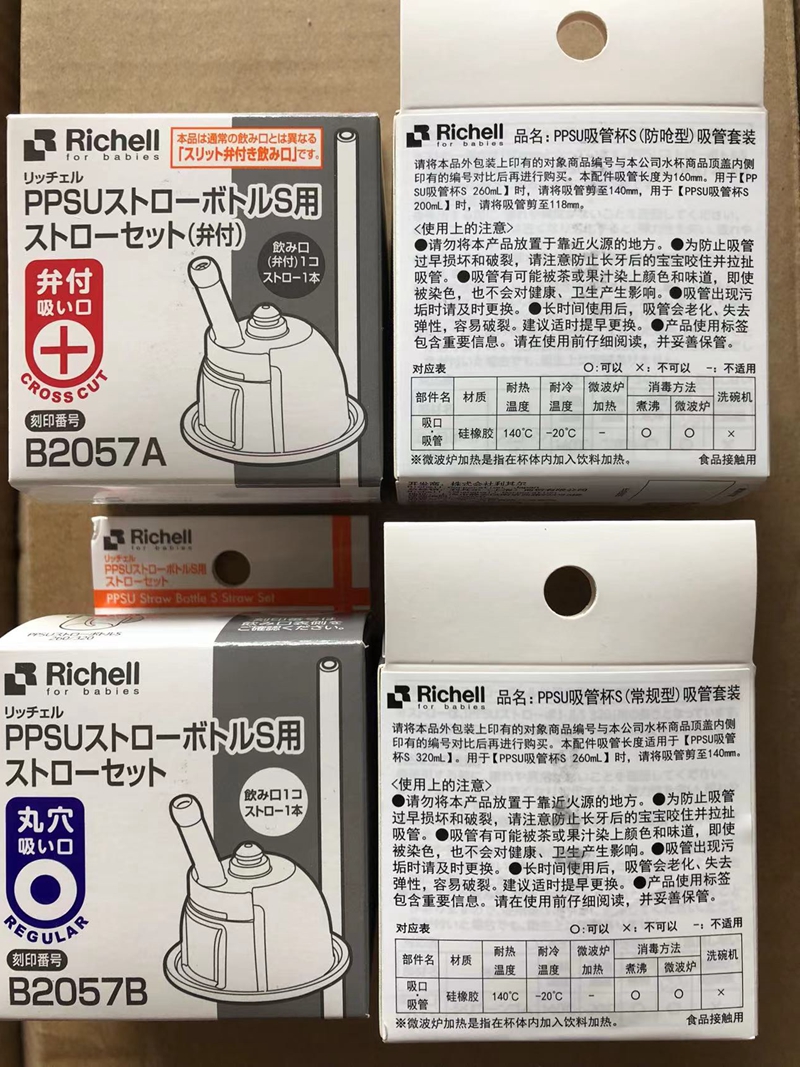 Richell
for babies
本品は通常の飲み口とは異なる
「スリット弁付き飲み口」です。
リッチェル
PPSUストローボトルS用
ストローセット(弁付)
飲み口
(弁付)1コ
ストロー1本
弁付
吸い口
CROSS CUT
刻印番号
B2057A
Richell
for babies
品名：PPSU吸管杯S(防呛型)吸管套装
请将本品外包装上印有的对象商品编号与本公司水杯商品顶盖内侧
印有的编号对比后再进行购买。本配件吸管长度为160mm。用于【PP
SU吸管杯S 260mL】时，请将吸管剪至140mm，用于【PPSU吸管杯S
200mL】时，请将吸管剪至118mm。
<使用上的注意>
●请勿将本产品放置于靠近火源的地方。●为防止吸管
过早损坏和破裂，请注意防止长牙后的宝宝咬住并拉扯
吸管。●吸管有可能被茶或果汁染上颜色和味道，即使
被染色，也不会对健康、卫生产生影响。●吸管出现污
垢时请及时更换。●长时间使用后，吸管会老化、失去
弹性，容易破裂。建议适时提早更换。●产品使用标签
包含重要信息。请在使用前仔细阅读，并妥善保管。
对应表 ○:可以 ×:不可以 -:不适用
部件名 材质 耐热温度 耐冷温度 微波炉加热 消毒方法 洗碗机
煮沸 微波炉
吸口・吸管 硅橡胶 140℃ -20℃ - ○ ○ ×
※微波炉加热是指在杯体内加入饮料加热。 食品接触用
Richell
for babies
リッチェル
PPSUストローボトルS用
ストローセット
PPSU Straw Bottle S Straw Set
PPSUストローボトルS
260・320
Richell
for babies
リッチェル
PPSUストローボトルS用
ストローセット
飲み口1コ
ストロー1本
丸穴
吸い口
REGULAR
刻印番号
B2057B
Richell
for babies
品名：PPSU吸管杯S(常规型)吸管套装
请将本品外包装上印有的对象商品编号与本公司水杯商品顶盖内侧
印有的编号对比后再进行购买。本配件吸管长度适用于【PPSU吸管
杯S 320mL】。用于【PPSU吸管杯S 260mL】时，请将吸管剪至140mm。
<使用上的注意>
●请勿将本产品放置于靠近火源的地方。●为防止吸管
过早损坏和破裂，请注意防止长牙后的宝宝咬住并拉扯
吸管。●吸管有可能被茶或果汁染上颜色和味道，即使
被染色，也不会对健康、卫生产生影响。●吸管出现污
垢时请及时更换。●长时间使用后，吸管会老化、失去
弹性，容易破裂。建议适时提早更换。●产品使用标签
包含重要信息。请在使用前仔细阅读，并妥善保管。
对应表 ○:可以 ×:不可以 -:不适用
部件名 材质 耐热温度 耐冷温度 微波炉加热 消毒方法 洗碗机
煮沸 微波炉
吸口・吸管 硅橡胶 140℃ -20℃ - ○ ○ ×
※微波炉加热是指在杯体内加入饮料加热。 食品接触用